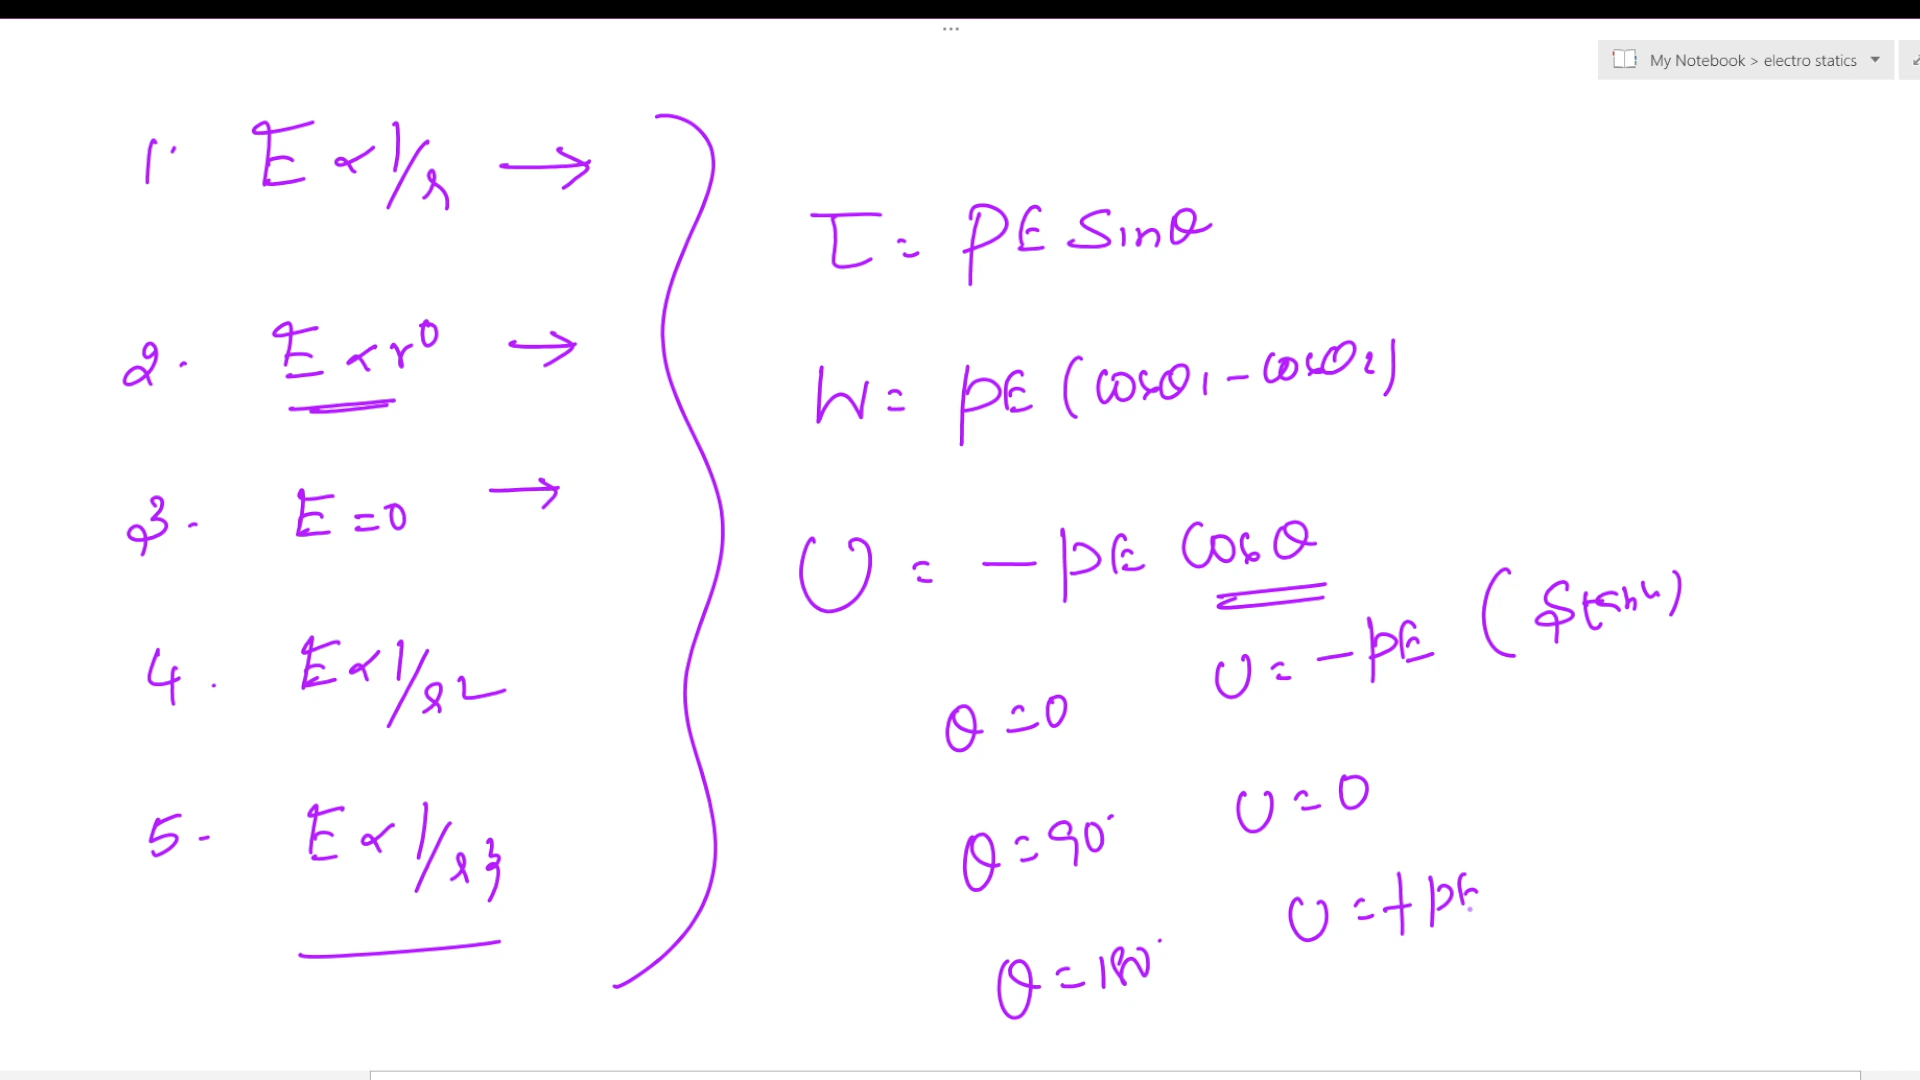 ...
My Notebook > electro statics
1. E ∝ 1/r →
2. E ∝ r⁰ →
3. E = 0 →
4. E ∝ 1/r²
5. E ∝ 1/r³
τ = PE Sinθ
W = PE (cosθ₁ - cosθ₂)
U = - PE Cosθ
θ = 0 U = - PE
θ = 90° U = 0
θ = 180° U = + PE